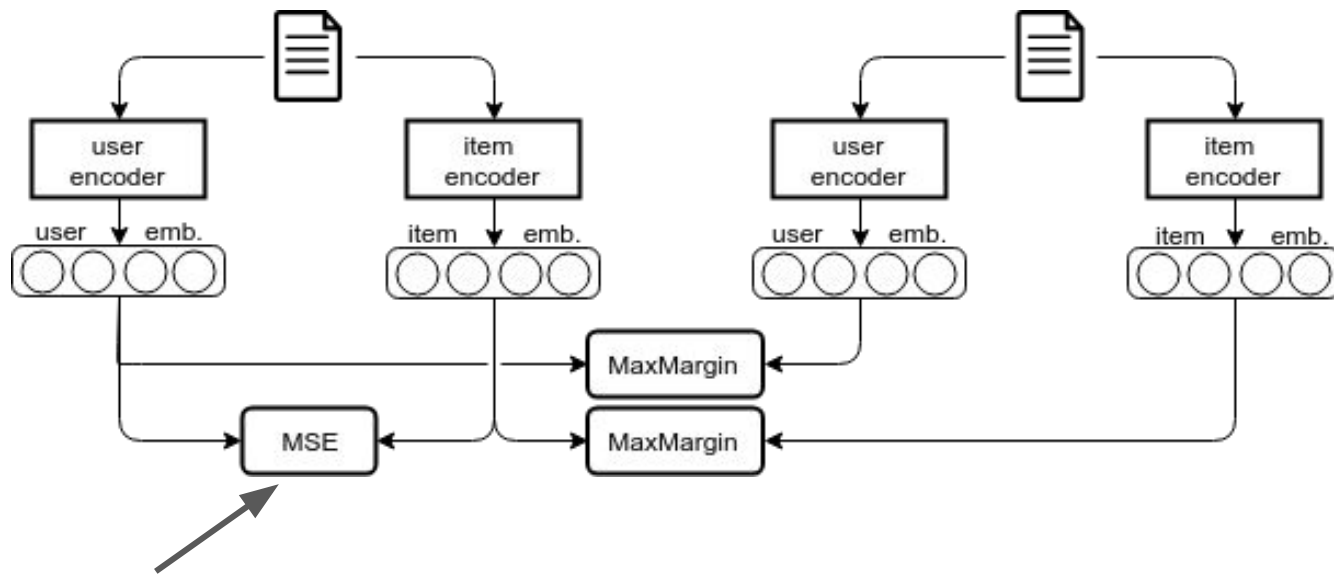 user
encoder
item
encoder
user
encoder
item
encoder
user emb.
item emb.
user emb.
item emb.
MaxMargin
MSE
MaxMargin